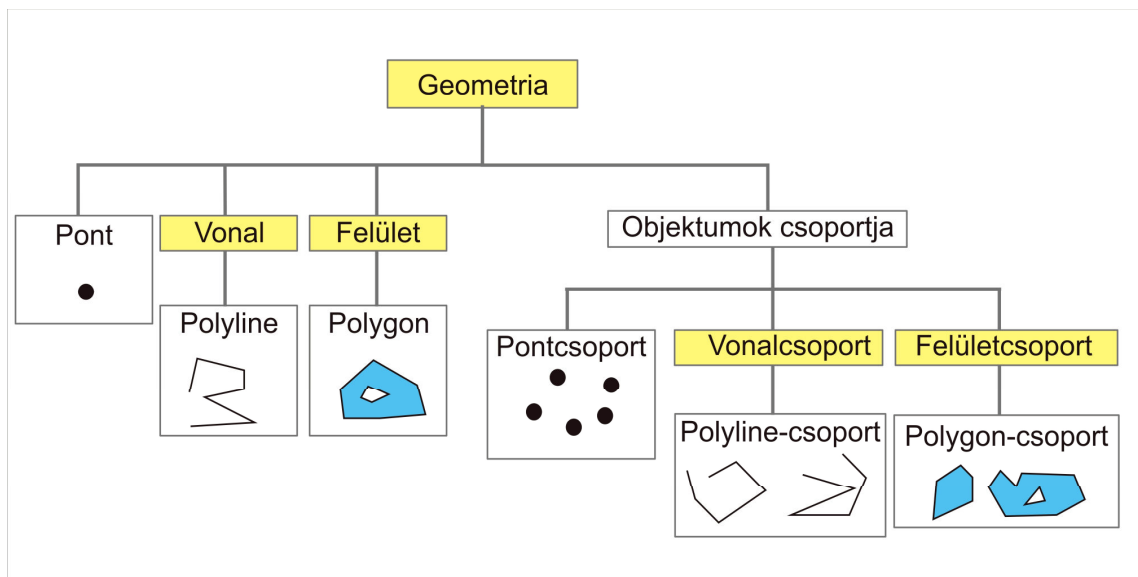 Geometria
Pont
Vonal
Felület
Objektumok csoportja
Polyline
Polygon
Pontcsoport
Vonalcsoport
Felületcsoport
Polyline-csoport
Polygon-csoport